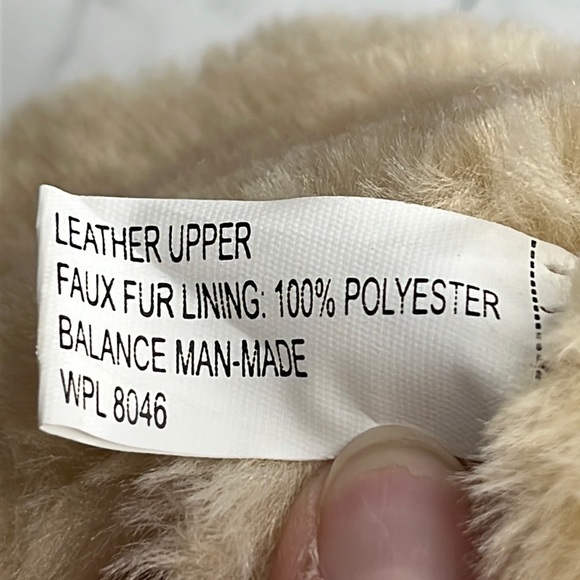 LEATHER UPPER
FAUX FUR LINING: 100% POLYESTER
BALANCE MAN-MADE
WPL 8046